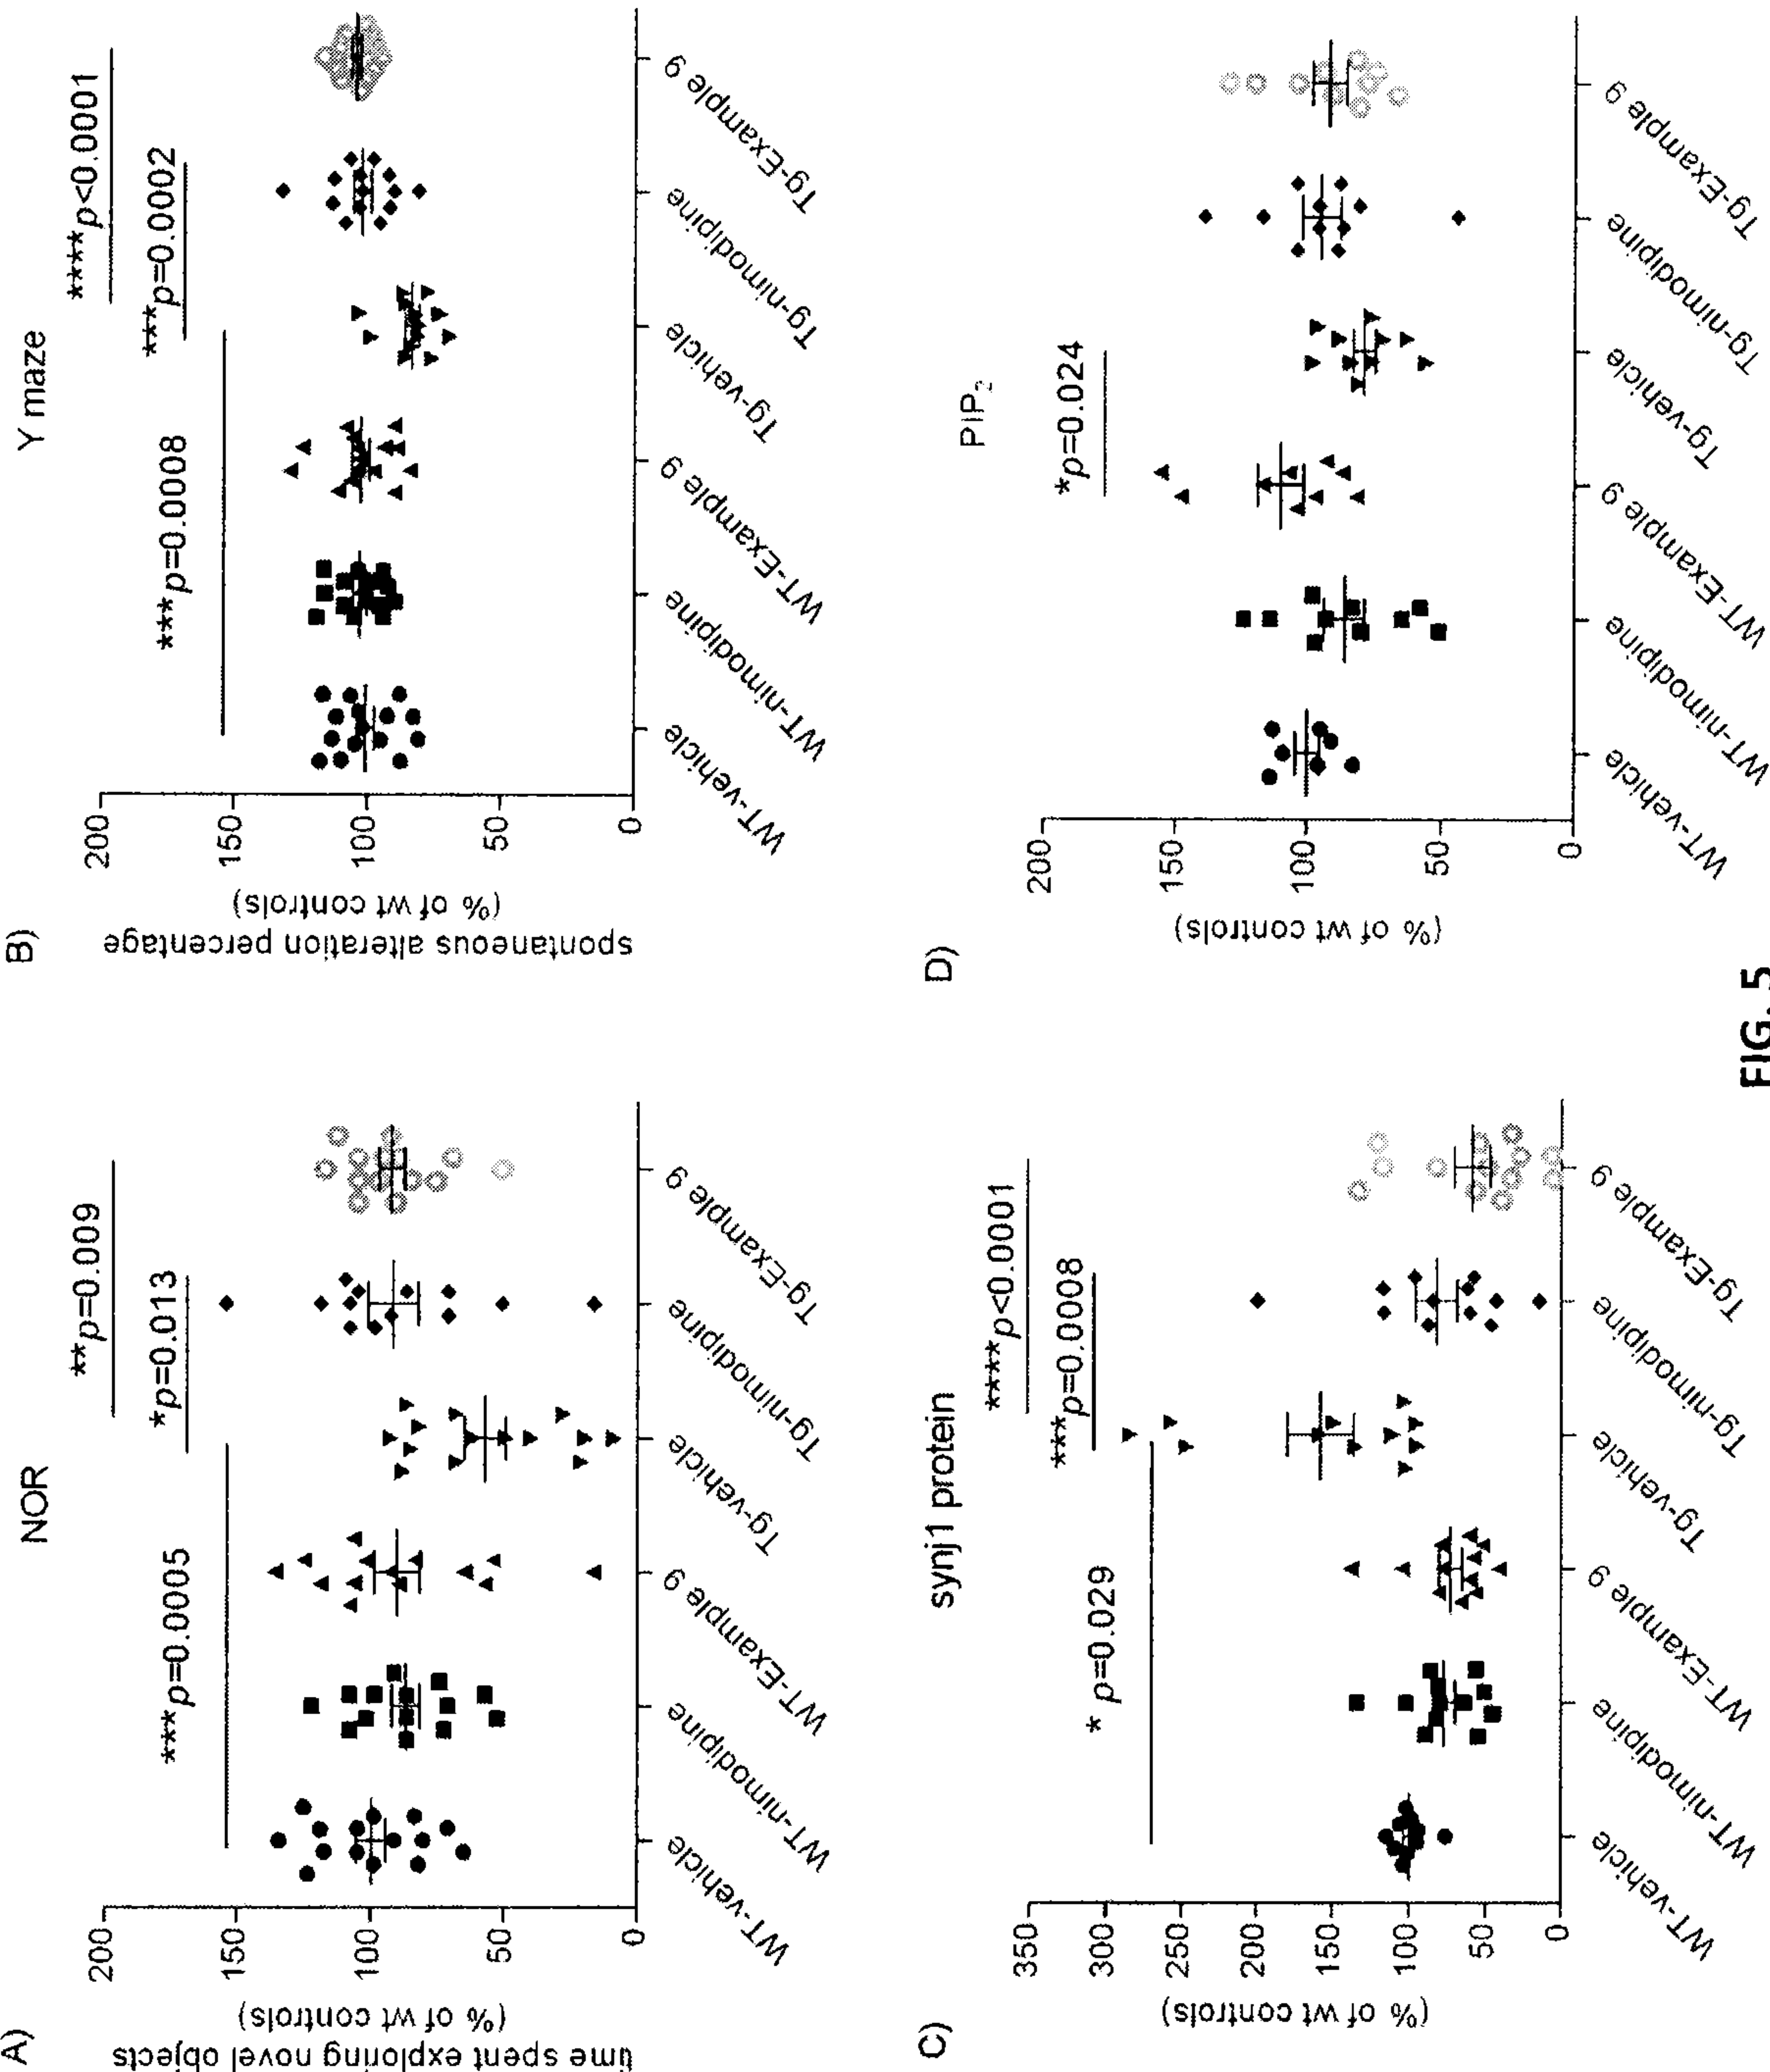 A)
NOR
time spent exploring novel objects
(% of wt controls)
200
150
100
50
0
***p=0.0005
*p=0.013
**p=0.009
WT-vehicle
WT-nimodipine
WT-Example 9
Tg-vehicle
Tg-nimodipine
Tg-Example 9
B)
Y maze
spontaneous alteration percentage
(% of wt controls)
200
150
100
50
0
***p=0.0008
***p=0.0002
****p<0.0001
WT-vehicle
WT-nimodipine
WT-Example 9
Tg-vehicle
Tg-nimodipine
Tg-Example 9
C)
synj1 protein
(% of wt controls)
350
300
250
200
150
100
50
0
* p=0.029
***p=0.0008
****p<0.0001
WT-vehicle
WT-nimodipine
WT-Example 9
Tg-vehicle
Tg-nimodipine
Tg-Example 9
D)
PIP₂
(% of wt controls)
200
150
100
50
0
*p=0.024
WT-vehicle
WT-nimodipine
WT-Example 9
Tg-vehicle
Tg-nimodipine
Tg-Example 9
FIG. 5